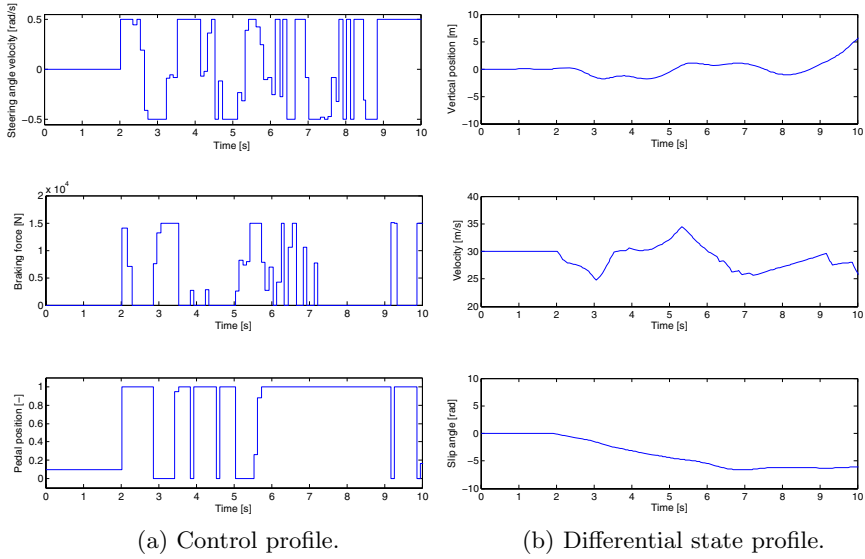 Steering angle velocity [rad/s]
0.5
0
−0.5
0 1 2 3 4 5 6 7 8 9 10
Time [s]
Vertical position [m]
10
5
0
−5
−10
0 1 2 3 4 5 6 7 8 9 10
Time [s]
Braking force [N]
x 10^4
2
1.5
1
0.5
0
0 1 2 3 4 5 6 7 8 9 10
Time [s]
Velocity [m/s]
40
35
30
25
20
0 1 2 3 4 5 6 7 8 9 10
Time [s]
Pedal position [−]
1
0.8
0.6
0.4
0.2
0
0 1 2 3 4 5 6 7 8 9 10
Time [s]
Slip angle [rad]
10
5
0
−5
−10
0 1 2 3 4 5 6 7 8 9 10
Time [s]
(a) Control profile.
(b) Differential state profile.